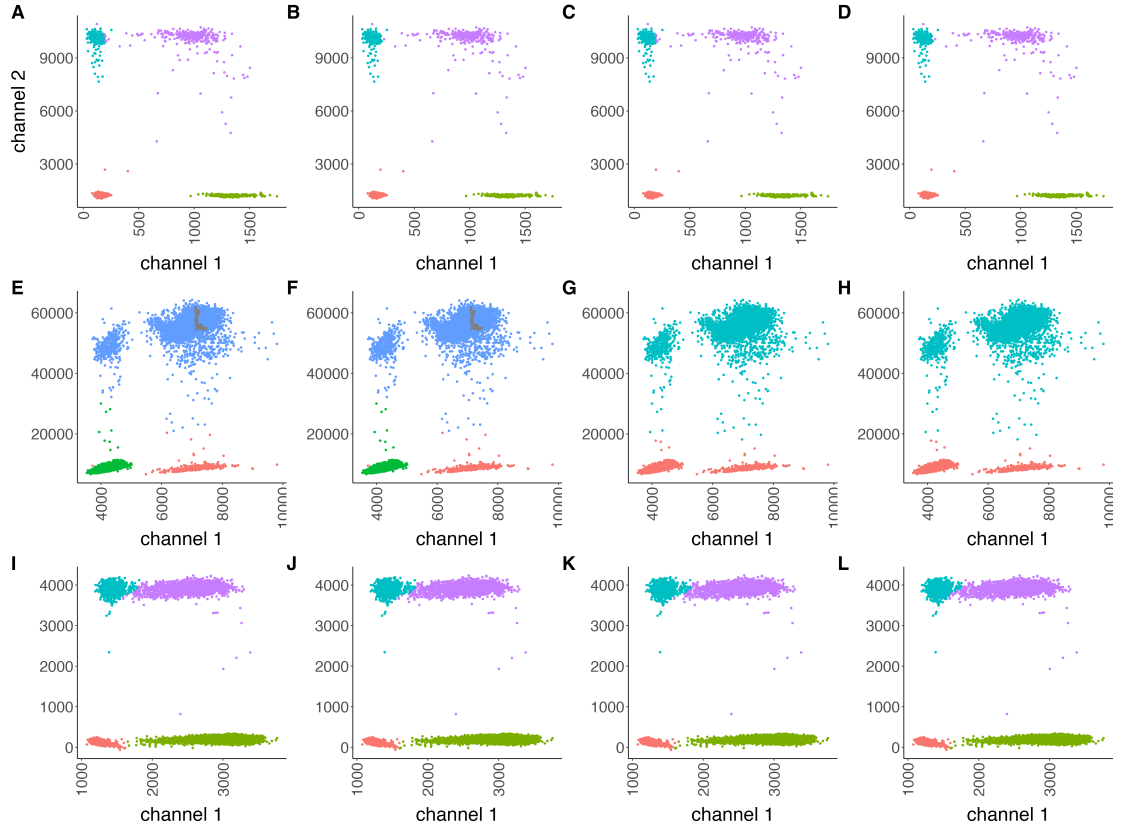 A B C D
channel 2
9000 9000 9000 9000
6000 6000 6000 6000
3000 3000 3000 3000
0 500 1000 1500 0 500 1000 1500 0 500 1000 1500 0 500 1000 1500
channel 1 channel 1 channel 1 channel 1
E F G H
60000 60000 60000 60000
40000 40000 40000 40000
20000 20000 20000 20000
4000 6000 8000 10000 4000 6000 8000 10000 4000 6000 8000 10000 4000 6000 8000 10000
channel 1 channel 1 channel 1 channel 1
I J K L
4000 4000 4000 4000
3000 3000 3000 3000
2000 2000 2000 2000
1000 1000 1000 1000
0 0 0 0
1000 2000 3000 1000 2000 3000 1000 2000 3000 1000 2000 3000
channel 1 channel 1 channel 1 channel 1